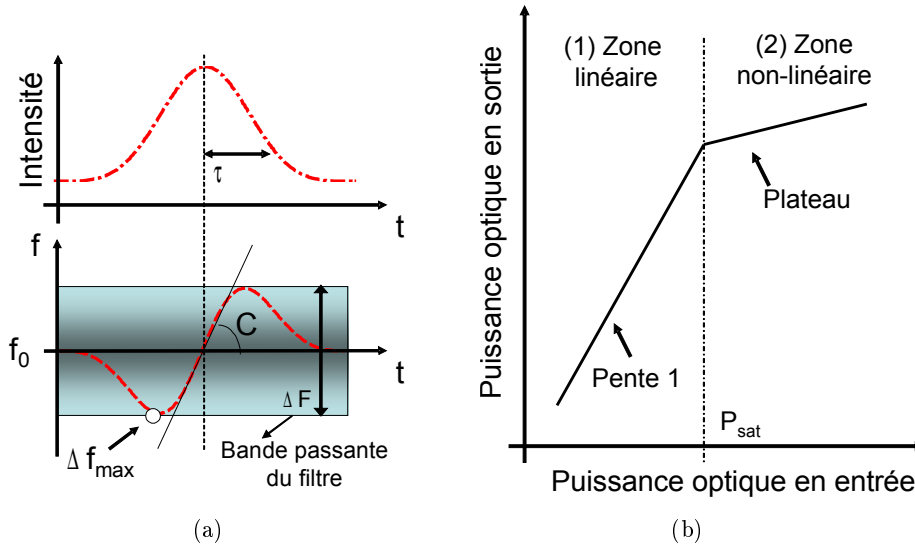 Intensité
τ
t
f
f0
C
t
Δ F
Δ fmax
Bande passante
du filtre
(a)
Puissance optique en sortie
(1) Zone
linéaire
(2) Zone
non-linéaire
Plateau
Pente 1
Psat
Puissance optique en entrée
(b)